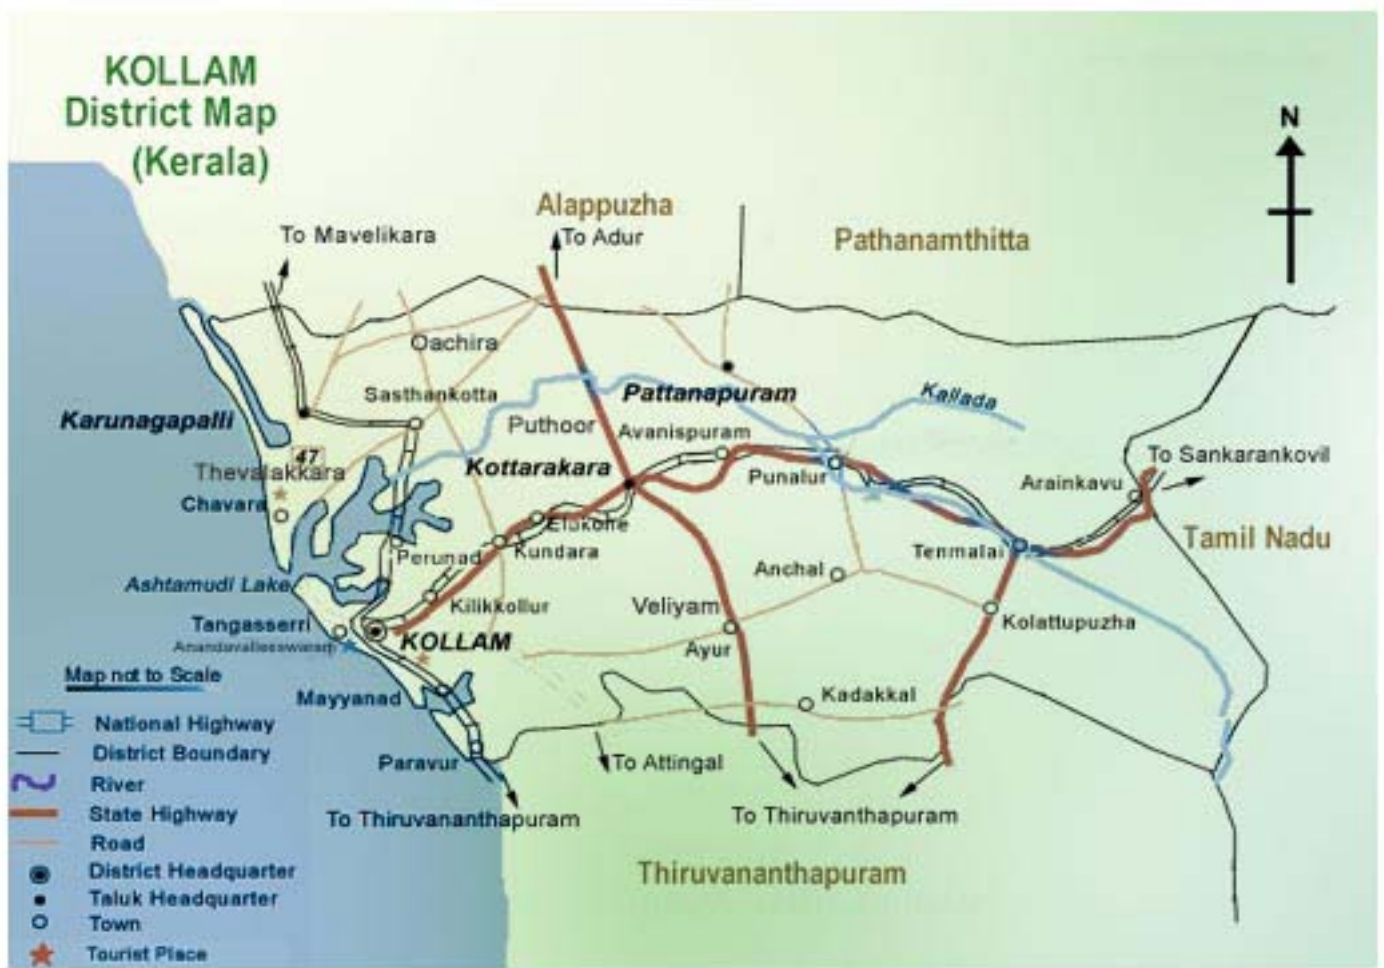 KOLLAM
District Map
(Kerala)
N
Alappuzha
To Mavelikara
To Adur
Pathanamthitta
Oachira
Sasthankotta
Pattanapuram
Kallada
Karunagapalli
Puthoor
Avanispuram
47
Thevalakkara
Kottarakara
Punalur
To Sankarankovil
Arainkavu
Chavara
Elukone
Kundara
Perunad
Tenmalai
Tamil Nadu
Anchal
Ashtamudi Lake
Kilikkollur
Veliyam
Kolattupuzha
Tangasserri
KOLLAM
Anandavalleeswaram
Ayur
Map not to Scale
Mayyanad
Kadakkal
National Highway
District Boundary
Paravur
To Attingal
River
State Highway
To Thiruvananthapuram
To Thiruvanthapuram
Road
District Headquarter
Thiruvananthapuram
Taluk Headquarter
Town
Tourist Place